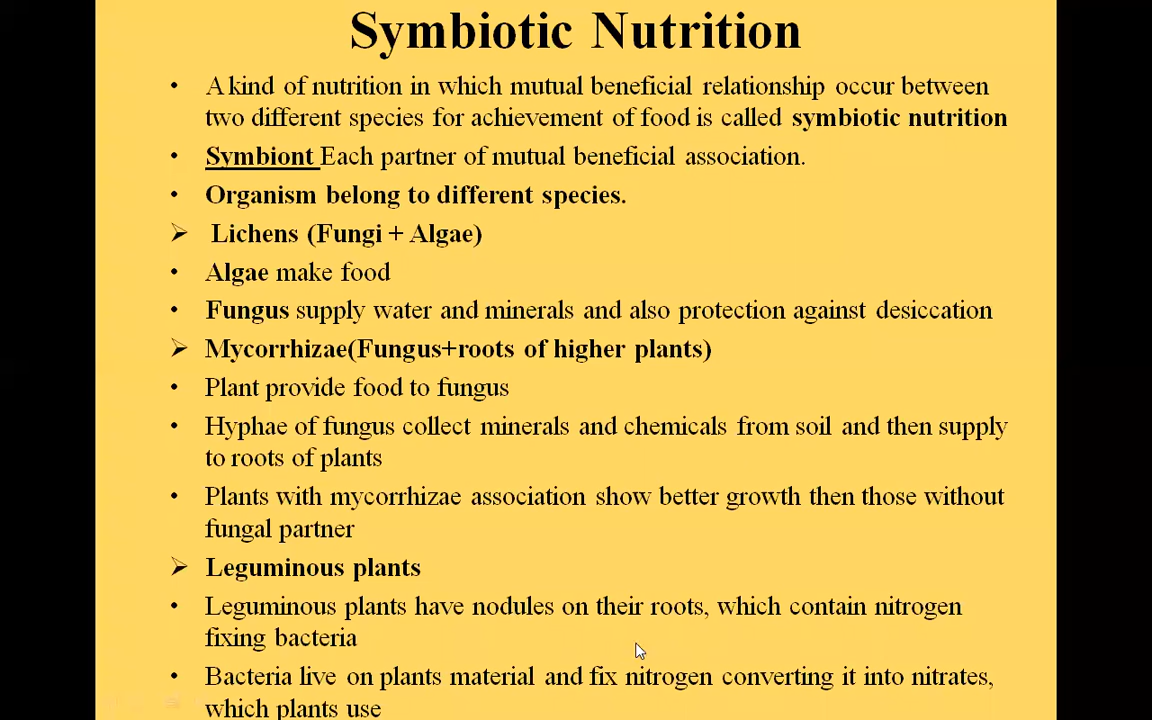 Symbiotic Nutrition
• A kind of nutrition in which mutual beneficial relationship occur between
two different species for achievement of food is called symbiotic nutrition
• Symbiont Each partner of mutual beneficial association.
• Organism belong to different species.
➢ Lichens (Fungi + Algae)
• Algae make food
• Fungus supply water and minerals and also protection against desiccation
➢ Mycorrhizae(Fungus+roots of higher plants)
• Plant provide food to fungus
• Hyphae of fungus collect minerals and chemicals from soil and then supply
to roots of plants
• Plants with mycorrhizae association show better growth then those without
fungal partner
➢ Leguminous plants
• Leguminous plants have nodules on their roots, which contain nitrogen
fixing bacteria
• Bacteria live on plants material and fix nitrogen converting it into nitrates,
which plants use